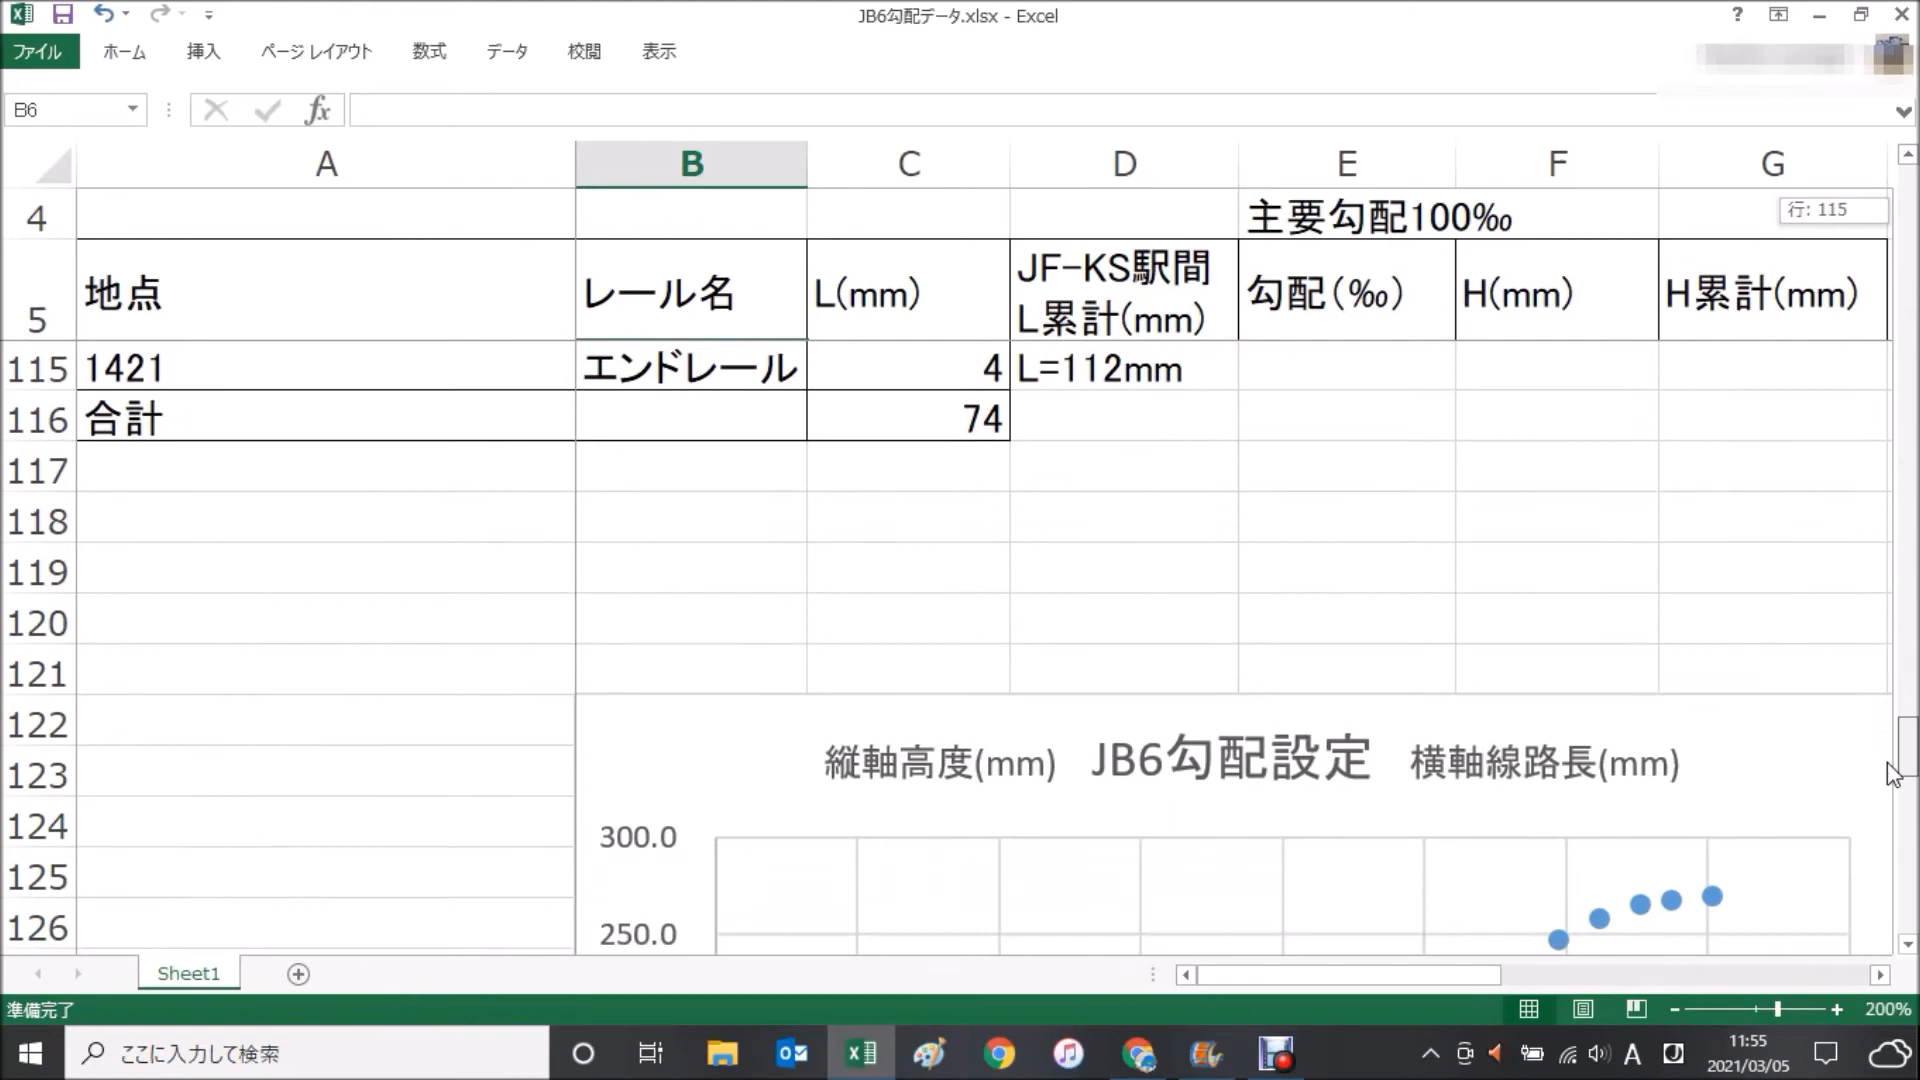 JB6勾配データ.xlsx - Excel
?
ファイル ホーム 挿入 ページ レイアウト 数式 データ 校閲 表示
B6 fx
A B C D E F G
4 主要勾配100‰ 行: 115
5 地点 レール名 L(mm) JF-KS駅間 L累計(mm) 勾配(‰) H(mm) H累計(mm)
115 1421 エンドレール 4 L=112mm
116 合計 74
117
118
119
120
121
122
123
124
125
126
縦軸高度(mm) JB6勾配設定 横軸線路長(mm)
300.0
250.0
Sheet1
準備完了 200%
ここに入力して検索 A 11:55
2021/03/05